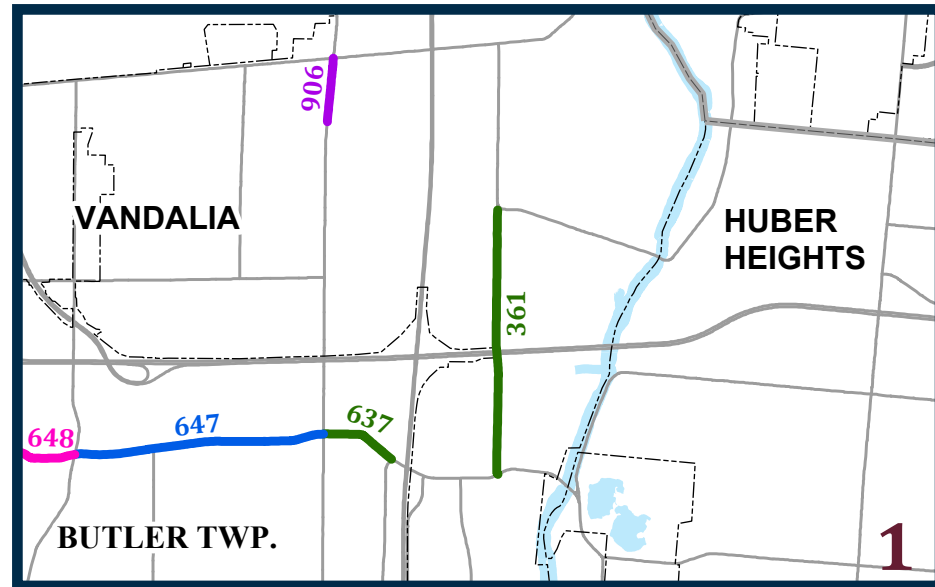 906
VANDALIA
HUBER
HEIGHTS
361
637
647
648
BUTLER TWP.
1